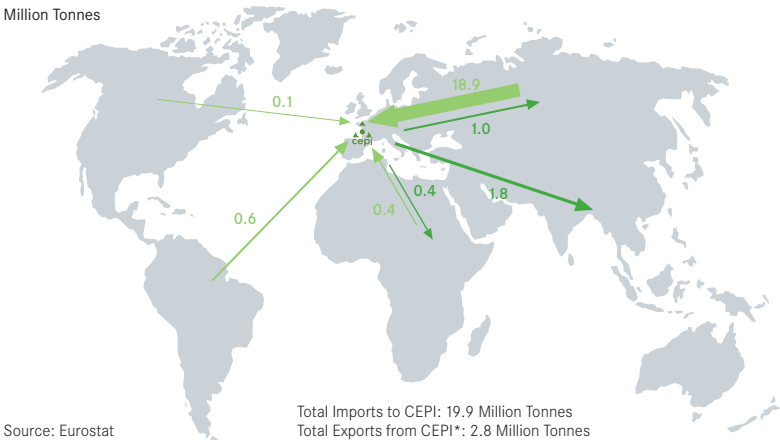 Million Tonnes
18.9
0.1
1.0
cepi
0.4
1.8
0.4
0.6
Total Imports to CEPI: 19.9 Million Tonnes
Total Exports from CEPI*: 2.8 Million Tonnes
Source: Eurostat